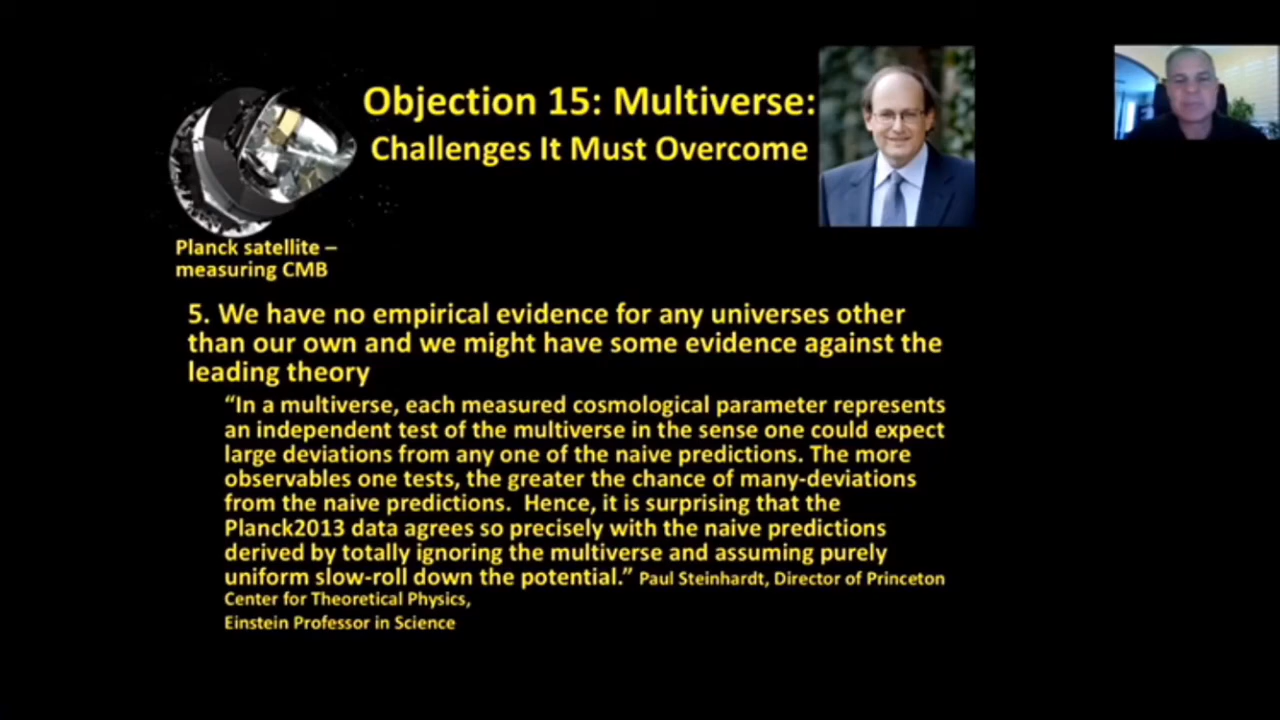 Objection 15: Multiverse:
Challenges It Must Overcome
Planck satellite –
measuring CMB
5. We have no empirical evidence for any universes other
than our own and we might have some evidence against the
leading theory
“In a multiverse, each measured cosmological parameter represents
an independent test of the multiverse in the sense one could expect
large deviations from any one of the naive predictions. The more
observables one tests, the greater the chance of many-deviations
from the naive predictions. Hence, it is surprising that the
Planck2013 data agrees so precisely with the naive predictions
derived by totally ignoring the multiverse and assuming purely
uniform slow-roll down the potential.” Paul Steinhardt, Director of Princeton
Center for Theoretical Physics,
Einstein Professor in Science